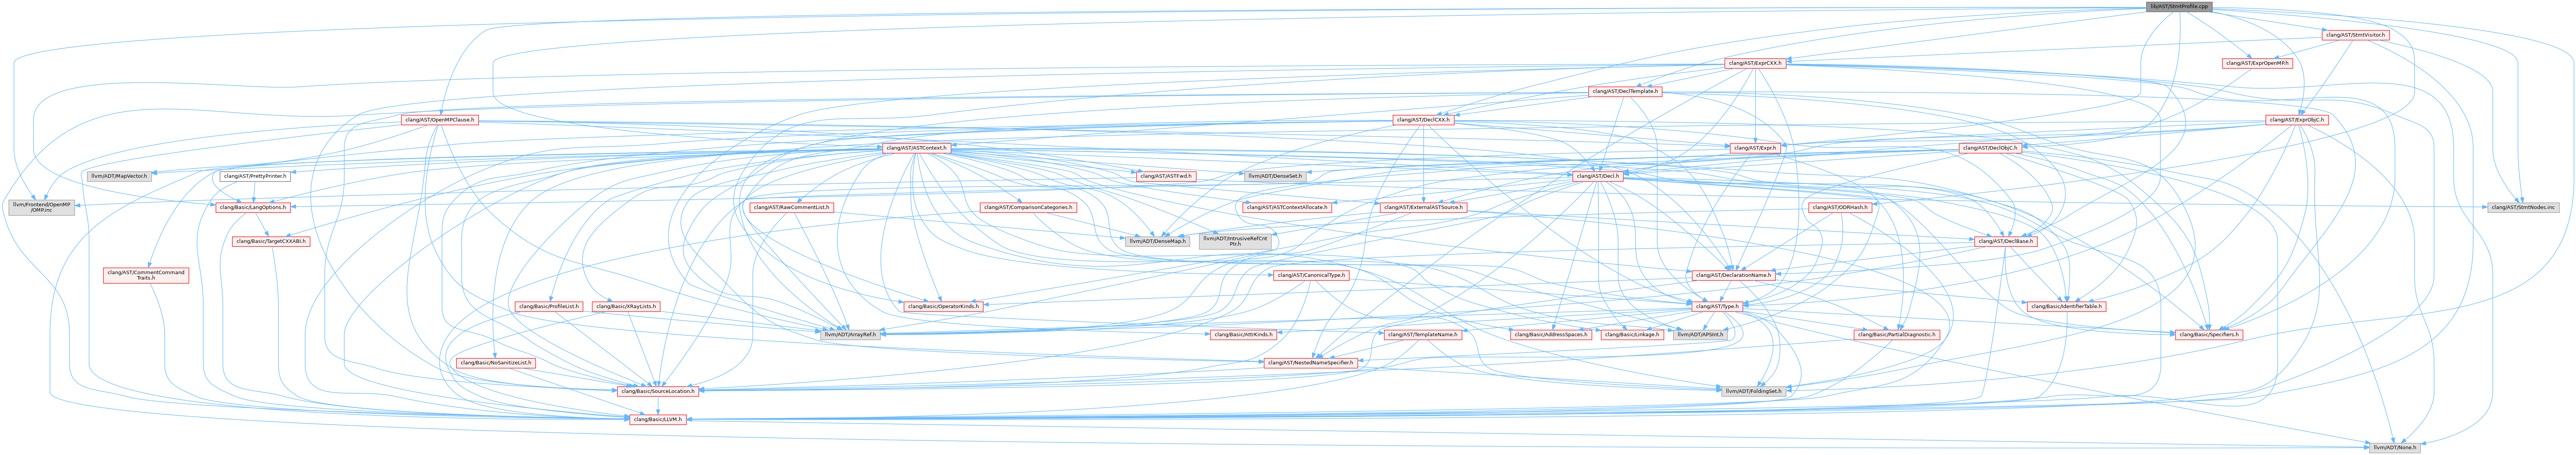 lib/AST/StmtProfile.cpp
clang/AST/StmtVisitor.h
clang/AST/ExprCXX.h
clang/AST/ExprOpenMP.h
clang/AST/DeclTemplate.h
clang/AST/OpenMPClause.h
clang/AST/DeclCXX.h
clang/AST/ExprObjC.h
clang/AST/ASTContext.h
clang/AST/Expr.h
clang/AST/DeclObjC.h
llvm/ADT/MapVector.h
clang/AST/PrettyPrinter.h
clang/AST/ASTFwd.h
llvm/ADT/DenseSet.h
clang/AST/Decl.h
llvm/Frontend/OpenMP
/OMP.inc
clang/Basic/LangOptions.h
clang/AST/RawCommentList.h
clang/AST/ComparisonCategories.h
clang/AST/ASTContextAllocate.h
clang/AST/ExternalASTSource.h
clang/AST/ODRHash.h
clang/AST/StmtNodes.inc
clang/Basic/TargetCXXABI.h
llvm/ADT/DenseMap.h
llvm/ADT/IntrusiveRefCnt
Ptr.h
clang/AST/DeclBase.h
clang/AST/CommentCommand
Traits.h
clang/AST/CanonicalType.h
clang/AST/DeclarationName.h
clang/Basic/ProfileList.h
clang/Basic/XRayLists.h
clang/Basic/OperatorKinds.h
clang/AST/Type.h
clang/Basic/IdentifierTable.h
llvm/ADT/ArrayRef.h
clang/Basic/AttrKinds.h
clang/AST/TemplateName.h
clang/Basic/AddressSpaces.h
clang/Basic/Linkage.h
llvm/ADT/APSInt.h
clang/Basic/PartialDiagnostic.h
clang/Basic/Specifiers.h
clang/Basic/NoSanitizeList.h
clang/AST/NestedNameSpecifier.h
clang/Basic/SourceLocation.h
llvm/ADT/FoldingSet.h
clang/Basic/LLVM.h
llvm/ADT/None.h